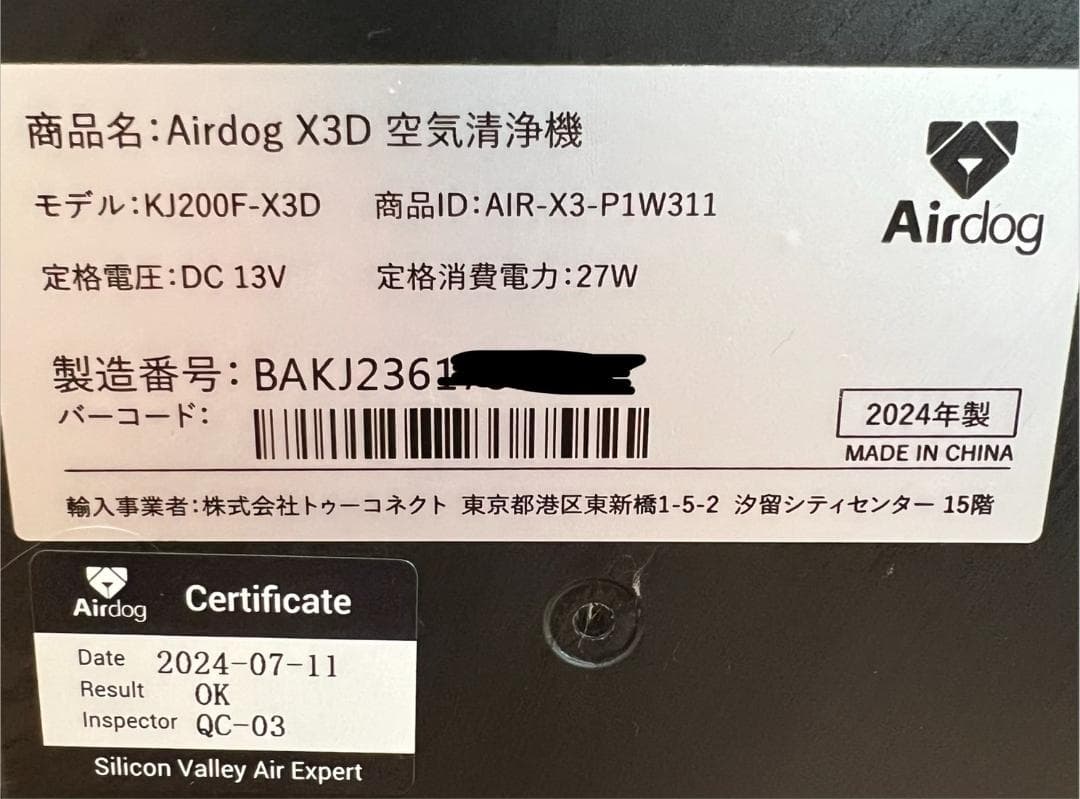 商品名：Airdog X3D 空気清浄機
Airdog
モデル：KJ200F-X3D 商品ID：AIR-X3-P1W311
定格電圧：DC 13V 定格消費電力：27W
製造番号：BAKJ2361
バーコード：
2024年製
MADE IN CHINA
輸入事業者：株式会社トゥーコネクト 東京都港区東新橋1-5-2 汐留シティセンター 15階
Airdog Certificate
Date 2024-07-11
Result OK
Inspector QC-03
Silicon Valley Air Expert